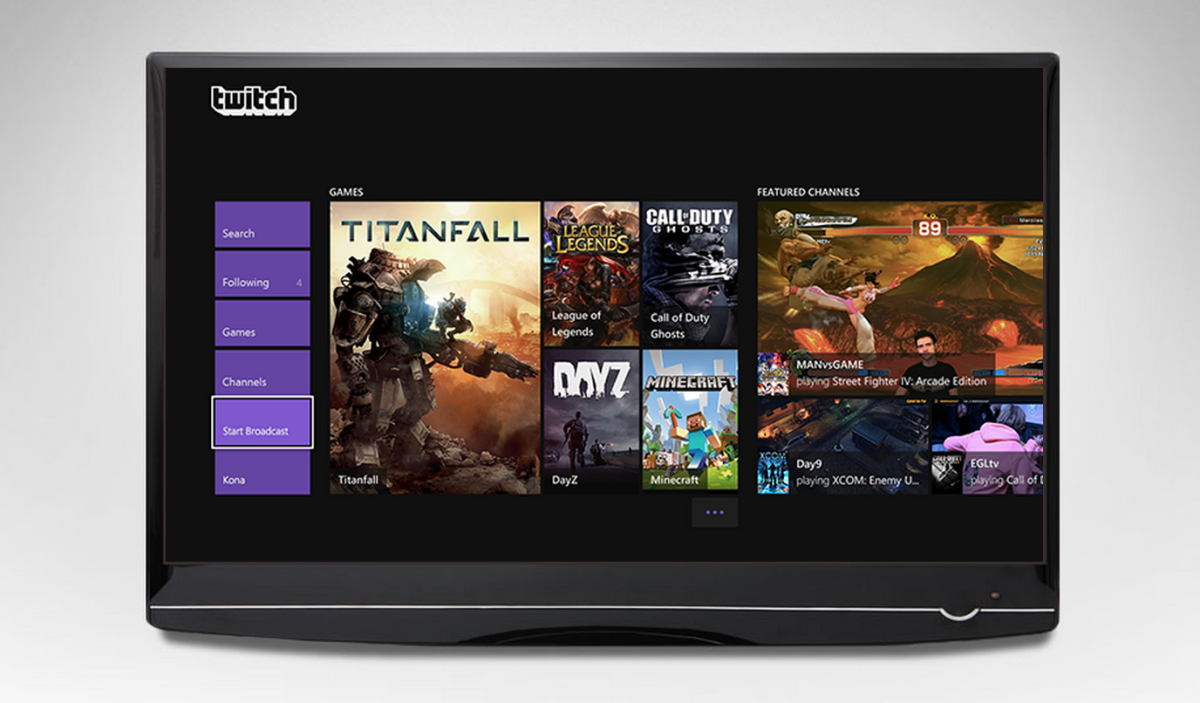 twitch
Search
Following 4
Games
Channels
Start Broadcast
Kona
GAMES
TITANFALL
Titanfall
LEAGUE
of
LEGENDS
League of
Legends
CALL OF DUTY
GHOSTS
Call of Duty
Ghosts
DAYZ
DayZ
MINECRAFT
Minecraft
...
FEATURED CHANNELS
K.O.
89
MANvsGAME
playing Street Fighter IV: Arcade Edition
XCOM
Day9
playing XCOM: Enemy U...
EGLtv
playing Call of D